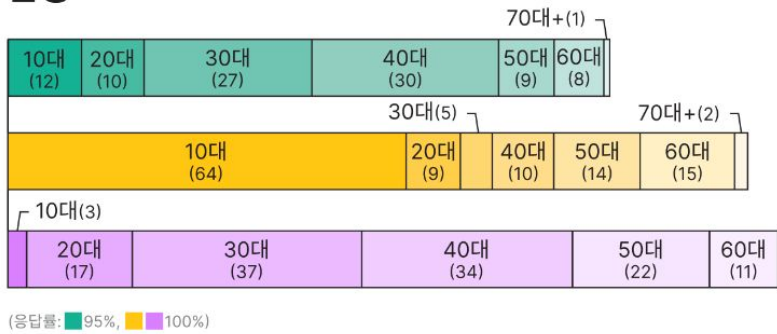 70대+(1)
10대 20대 30대 40대 50대 60대
(12) (10) (27) (30) (9) (8)
30대(5) 70대+(2)
10대 20대 40대 50대 60대
(64) (9) (10) (14) (15)
10대(3)
20대 30대 40대 50대 60대
(17) (37) (34) (22) (11)
(응답률: 95%, 100%)